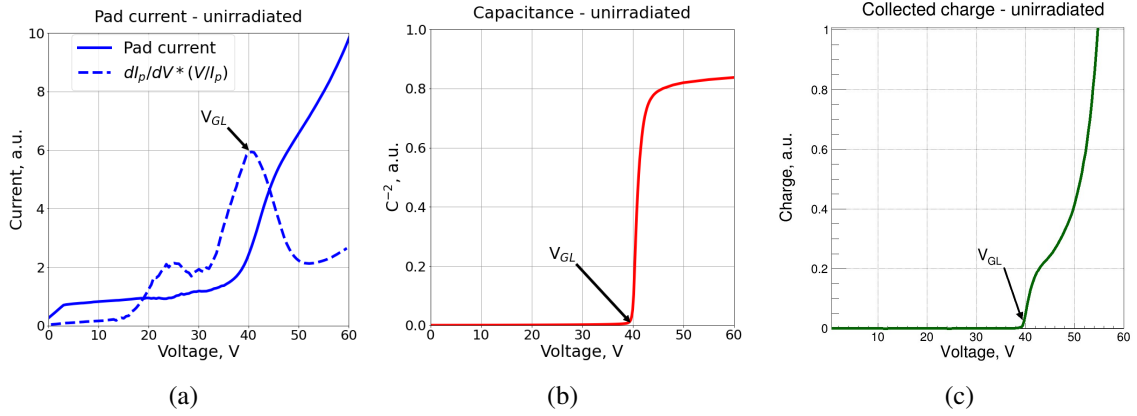 Pad current - unirradiated
Current, a.u.
10
8
6
4
2
0
Pad current
dI_p/dV*(V/I_p)
V_GL
0 10 20 30 40 50 60
Voltage, V
(a)
Capacitance - unirradiated
C⁻², a.u.
1.0
0.8
0.6
0.4
0.2
0.0
V_GL
0 10 20 30 40 50 60
Voltage, V
(b)
Collected charge - unirradiated
Charge, a.u.
1
0.8
0.6
0.4
0.2
0
V_GL
10 20 30 40 50 60
Voltage, V
(c)